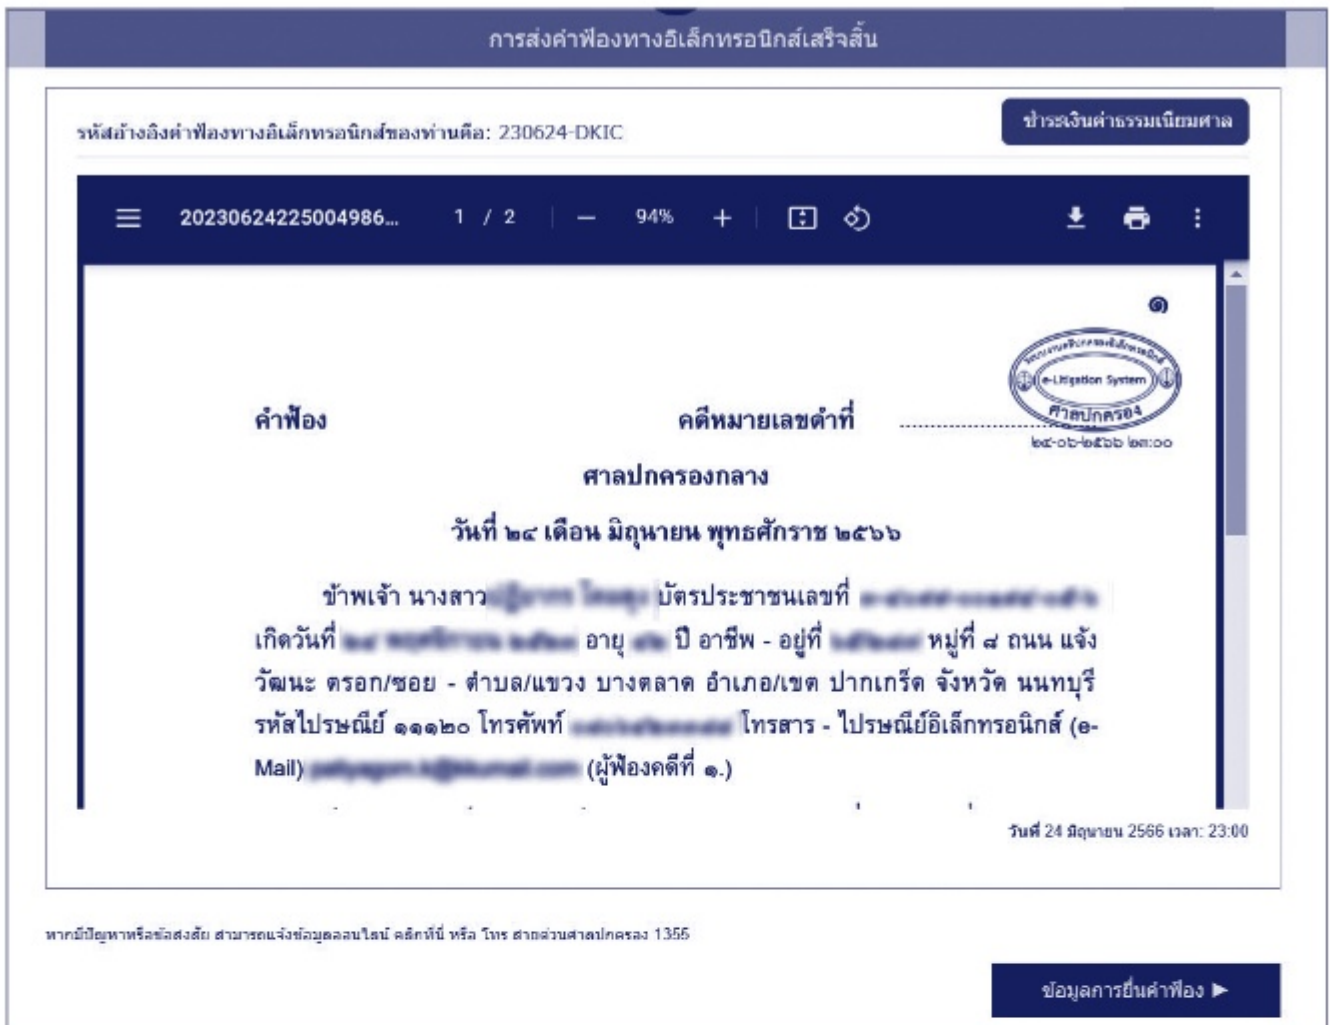 การส่งคำฟ้องทางอิเล็กทรอนิกส์เสร็จสิ้น
รหัสอ้างอิงคำฟ้องทางอิเล็กทรอนิกส์ของท่านคือ: 230624-DKIC
ชำระเงินค่าธรรมเนียมศาล
20230624225004986... 1 / 2 94%
๑
e-Litigation System
ศาลปกครอง
คำฟ้อง คดีหมายเลขดำที่ ....................
๒๔-๐๖-๒๕๖๖ ๒๓:๐๐
ศาลปกครองกลาง
วันที่ ๒๔ เดือน มิถุนายน พุทธศักราช ๒๕๖๖
ข้าพเจ้า นางสาว บัตรประชาชนเลขที่
เกิดวันที่ อายุ ปี อาชีพ - อยู่ที่ หมู่ที่ ๘ ถนน แจ้ง
วัฒนะ ตรอก/ซอย - ตำบล/แขวง บางตลาด อำเภอ/เขต ปากเกร็ด จังหวัด นนทบุรี
รหัสไปรษณีย์ ๑๑๑๒๐ โทรศัพท์ โทรสาร - ไปรษณีย์อิเล็กทรอนิกส์ (e-
Mail) (ผู้ฟ้องคดีที่ ๑.)
วันที่ 24 มิถุนายน 2566 เวลา: 23:00
หากมีปัญหาหรือข้อสงสัย สามารถแจ้งข้อมูลออนไลน์ คลิกที่นี่ หรือ โทร สายด่วนศาลปกครอง 1355
ข้อมูลการยื่นคำฟ้อง ▶